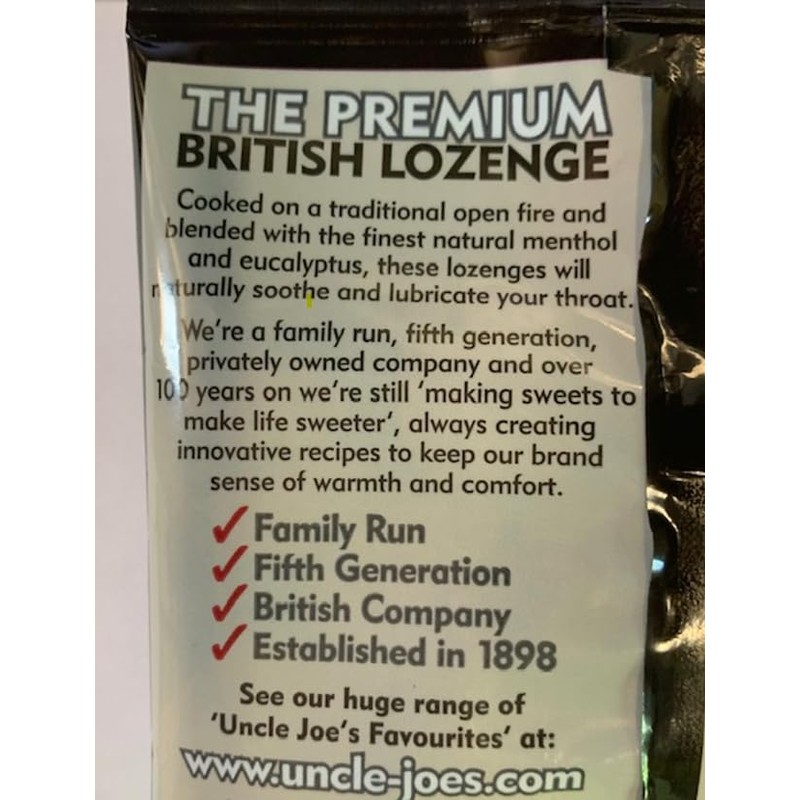 THE PREMIUM
BRITISH LOZENGE
Cooked on a traditional open fire and
blended with the finest natural menthol
and eucalyptus, these lozenges will
naturally soothe and lubricate your throat.
We're a family run, fifth generation,
privately owned company and over
100 years on we're still 'making sweets to
make life sweeter', always creating
innovative recipes to keep our brand
sense of warmth and comfort.
✓ Family Run
✓ Fifth Generation
✓ British Company
✓ Established in 1898
See our huge range of
'Uncle Joe's Favourites' at:
www.uncle-joes.com